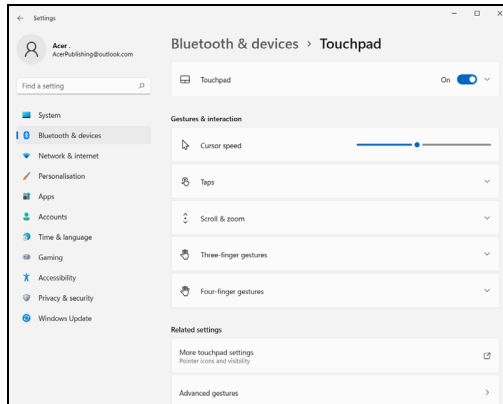 Settings
Acer .
AcerPublishing@outlook.com
Find a setting
System
Bluetooth & devices
Network & internet
Personalisation
Apps
Accounts
Time & language
Gaming
Accessibility
Privacy & security
Windows Update
Bluetooth & devices > Touchpad
Touchpad On
Gestures & interaction
Cursor speed
Taps
Scroll & zoom
Three-finger gestures
Four-finger gestures
Related settings
More touchpad settings
Pointer icons and visibility
Advanced gestures